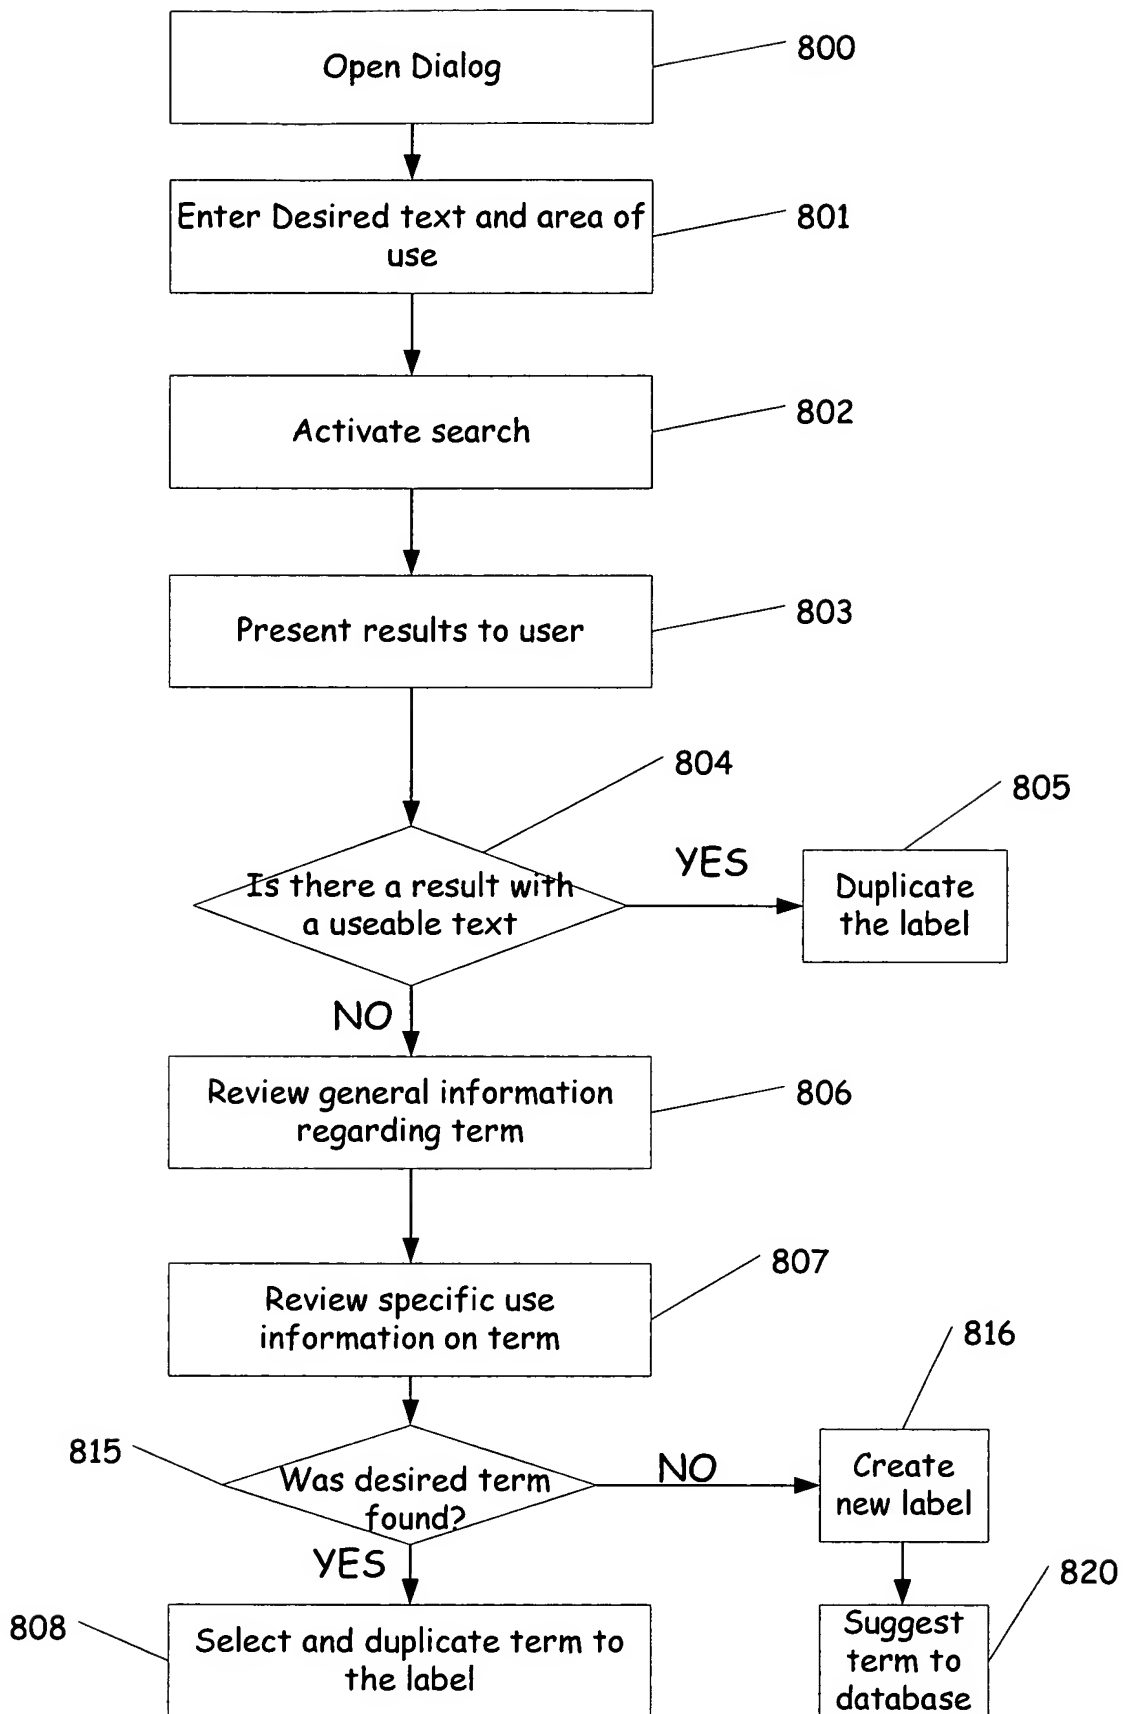 Open Dialog
800
Enter Desired text and area of
use
801
Activate search
802
Present results to user
803
804
Is there a result with
a useable text
YES
805
Duplicate
the label
NO
Review general information
regarding term
806
Review specific use
information on term
807
815
Was desired term
found?
NO
816
Create
new label
YES
808
Select and duplicate term to
the label
820
Suggest
term to
database